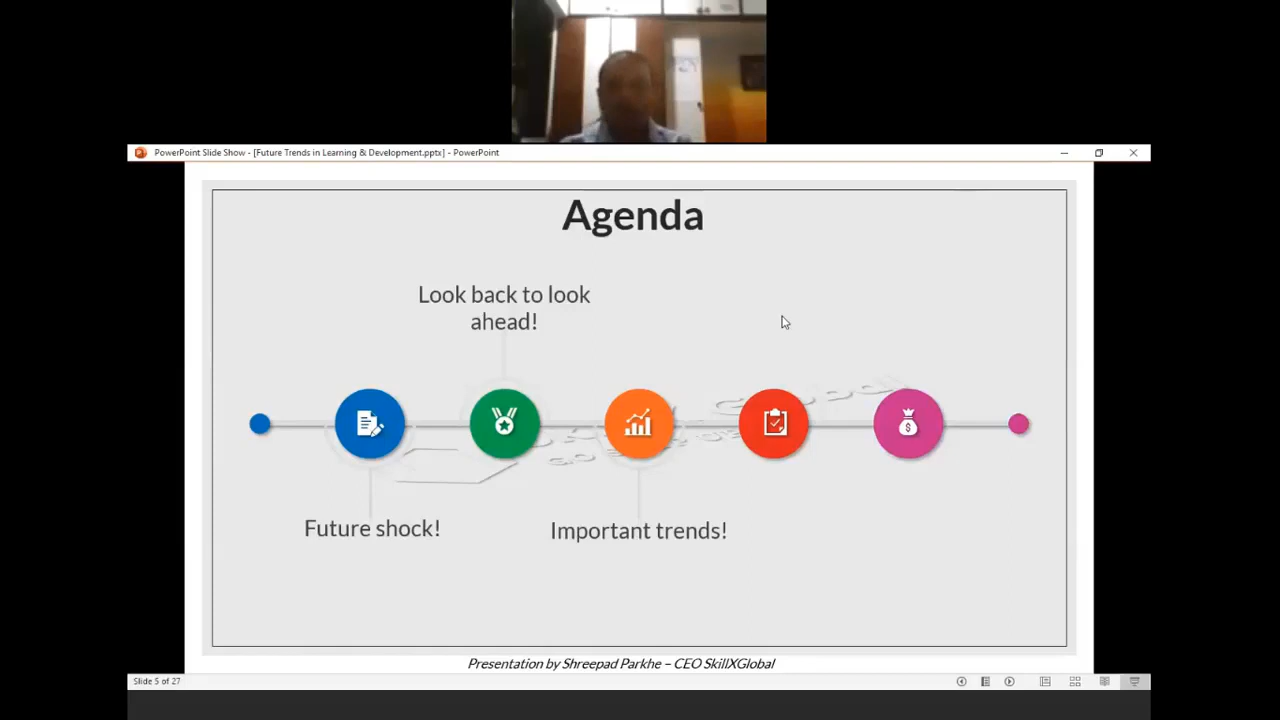 PowerPoint Slide Show - [Future Trends in Learning & Development.pptx] - PowerPoint
Agenda
Look back to look
ahead!
Future shock!
Important trends!
Presentation by Shreepad Parkhe – CEO SkillXGlobal
Slide 5 of 27